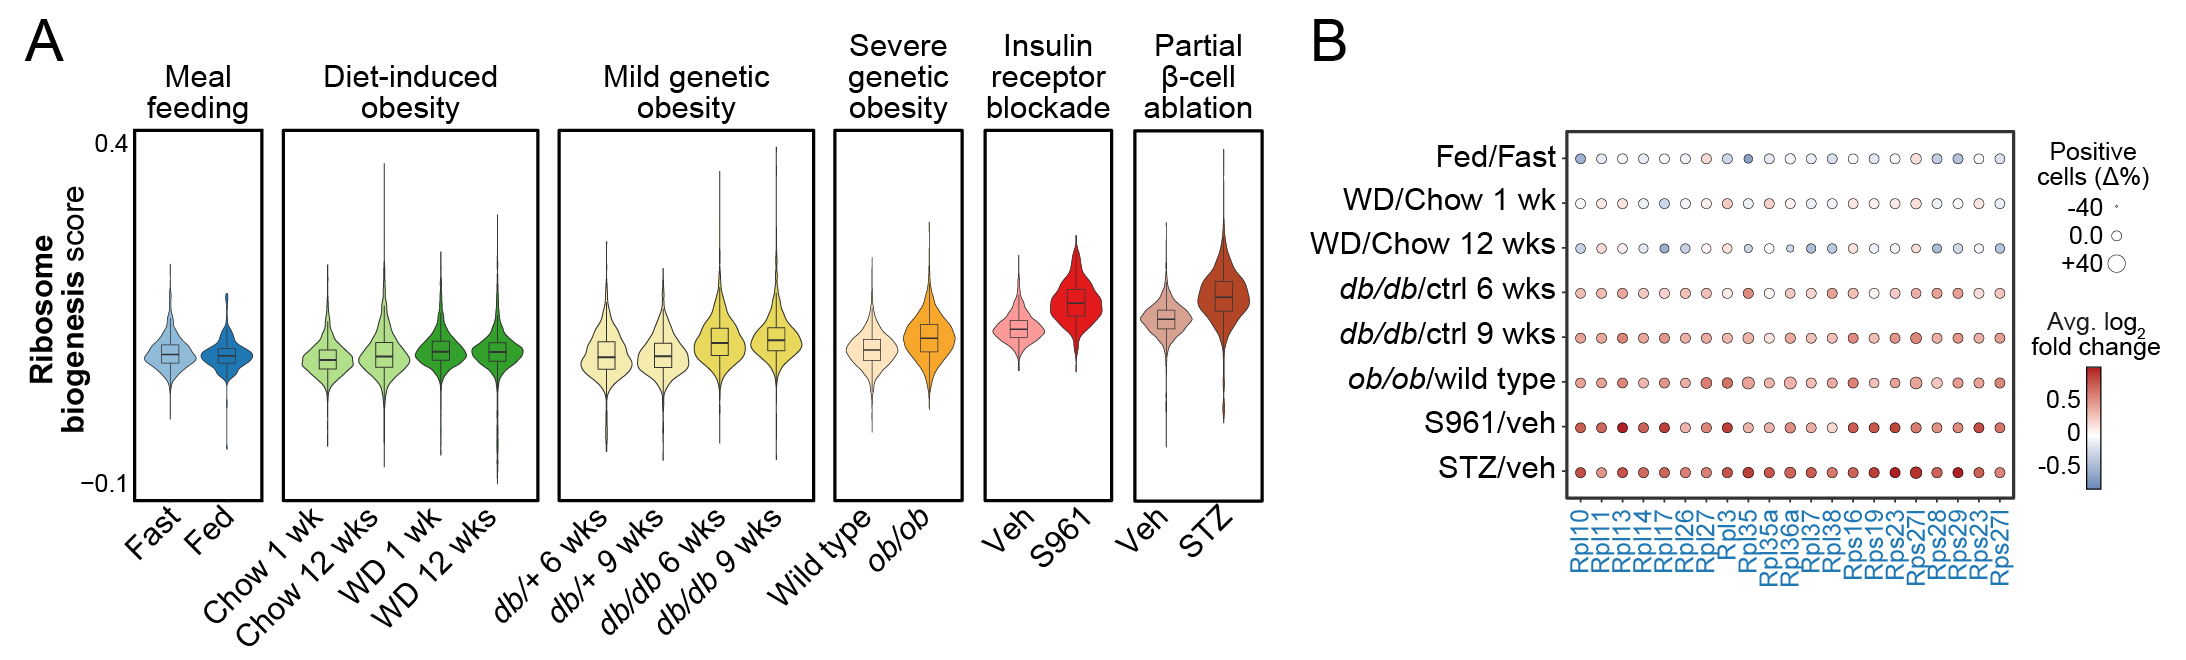 A
B
Meal
feeding
Diet-induced
obesity
Mild genetic
obesity
Severe
genetic
obesity
Insulin
receptor
blockade
Partial
β-cell
ablation
0.4
−0.1
Ribosome
biogenesis score
Fast
Fed
Chow 1 wk
Chow 12 wks
WD 1 wk
WD 12 wks
db/+ 6 wks
db/+ 9 wks
db/db 6 wks
db/db 9 wks
Wild type
ob/ob
Veh
S961
Veh
STZ
Fed/Fast
WD/Chow 1 wk
WD/Chow 12 wks
db/db/ctrl 6 wks
db/db/ctrl 9 wks
ob/ob/wild type
S961/veh
STZ/veh
Rpl10
Rpl11
Rpl13
Rpl14
Rpl17
Rpl26
Rpl27
Rpl3
Rpl35
Rpl35a
Rpl36a
Rpl37
Rpl38
Rps16
Rps19
Rps23
Rps27l
Rps28
Rps29
Rps23
Rps27l
Positive
cells (Δ%)
-40
0.0
+40
Avg. log2
fold change
0.5
0
-0.5